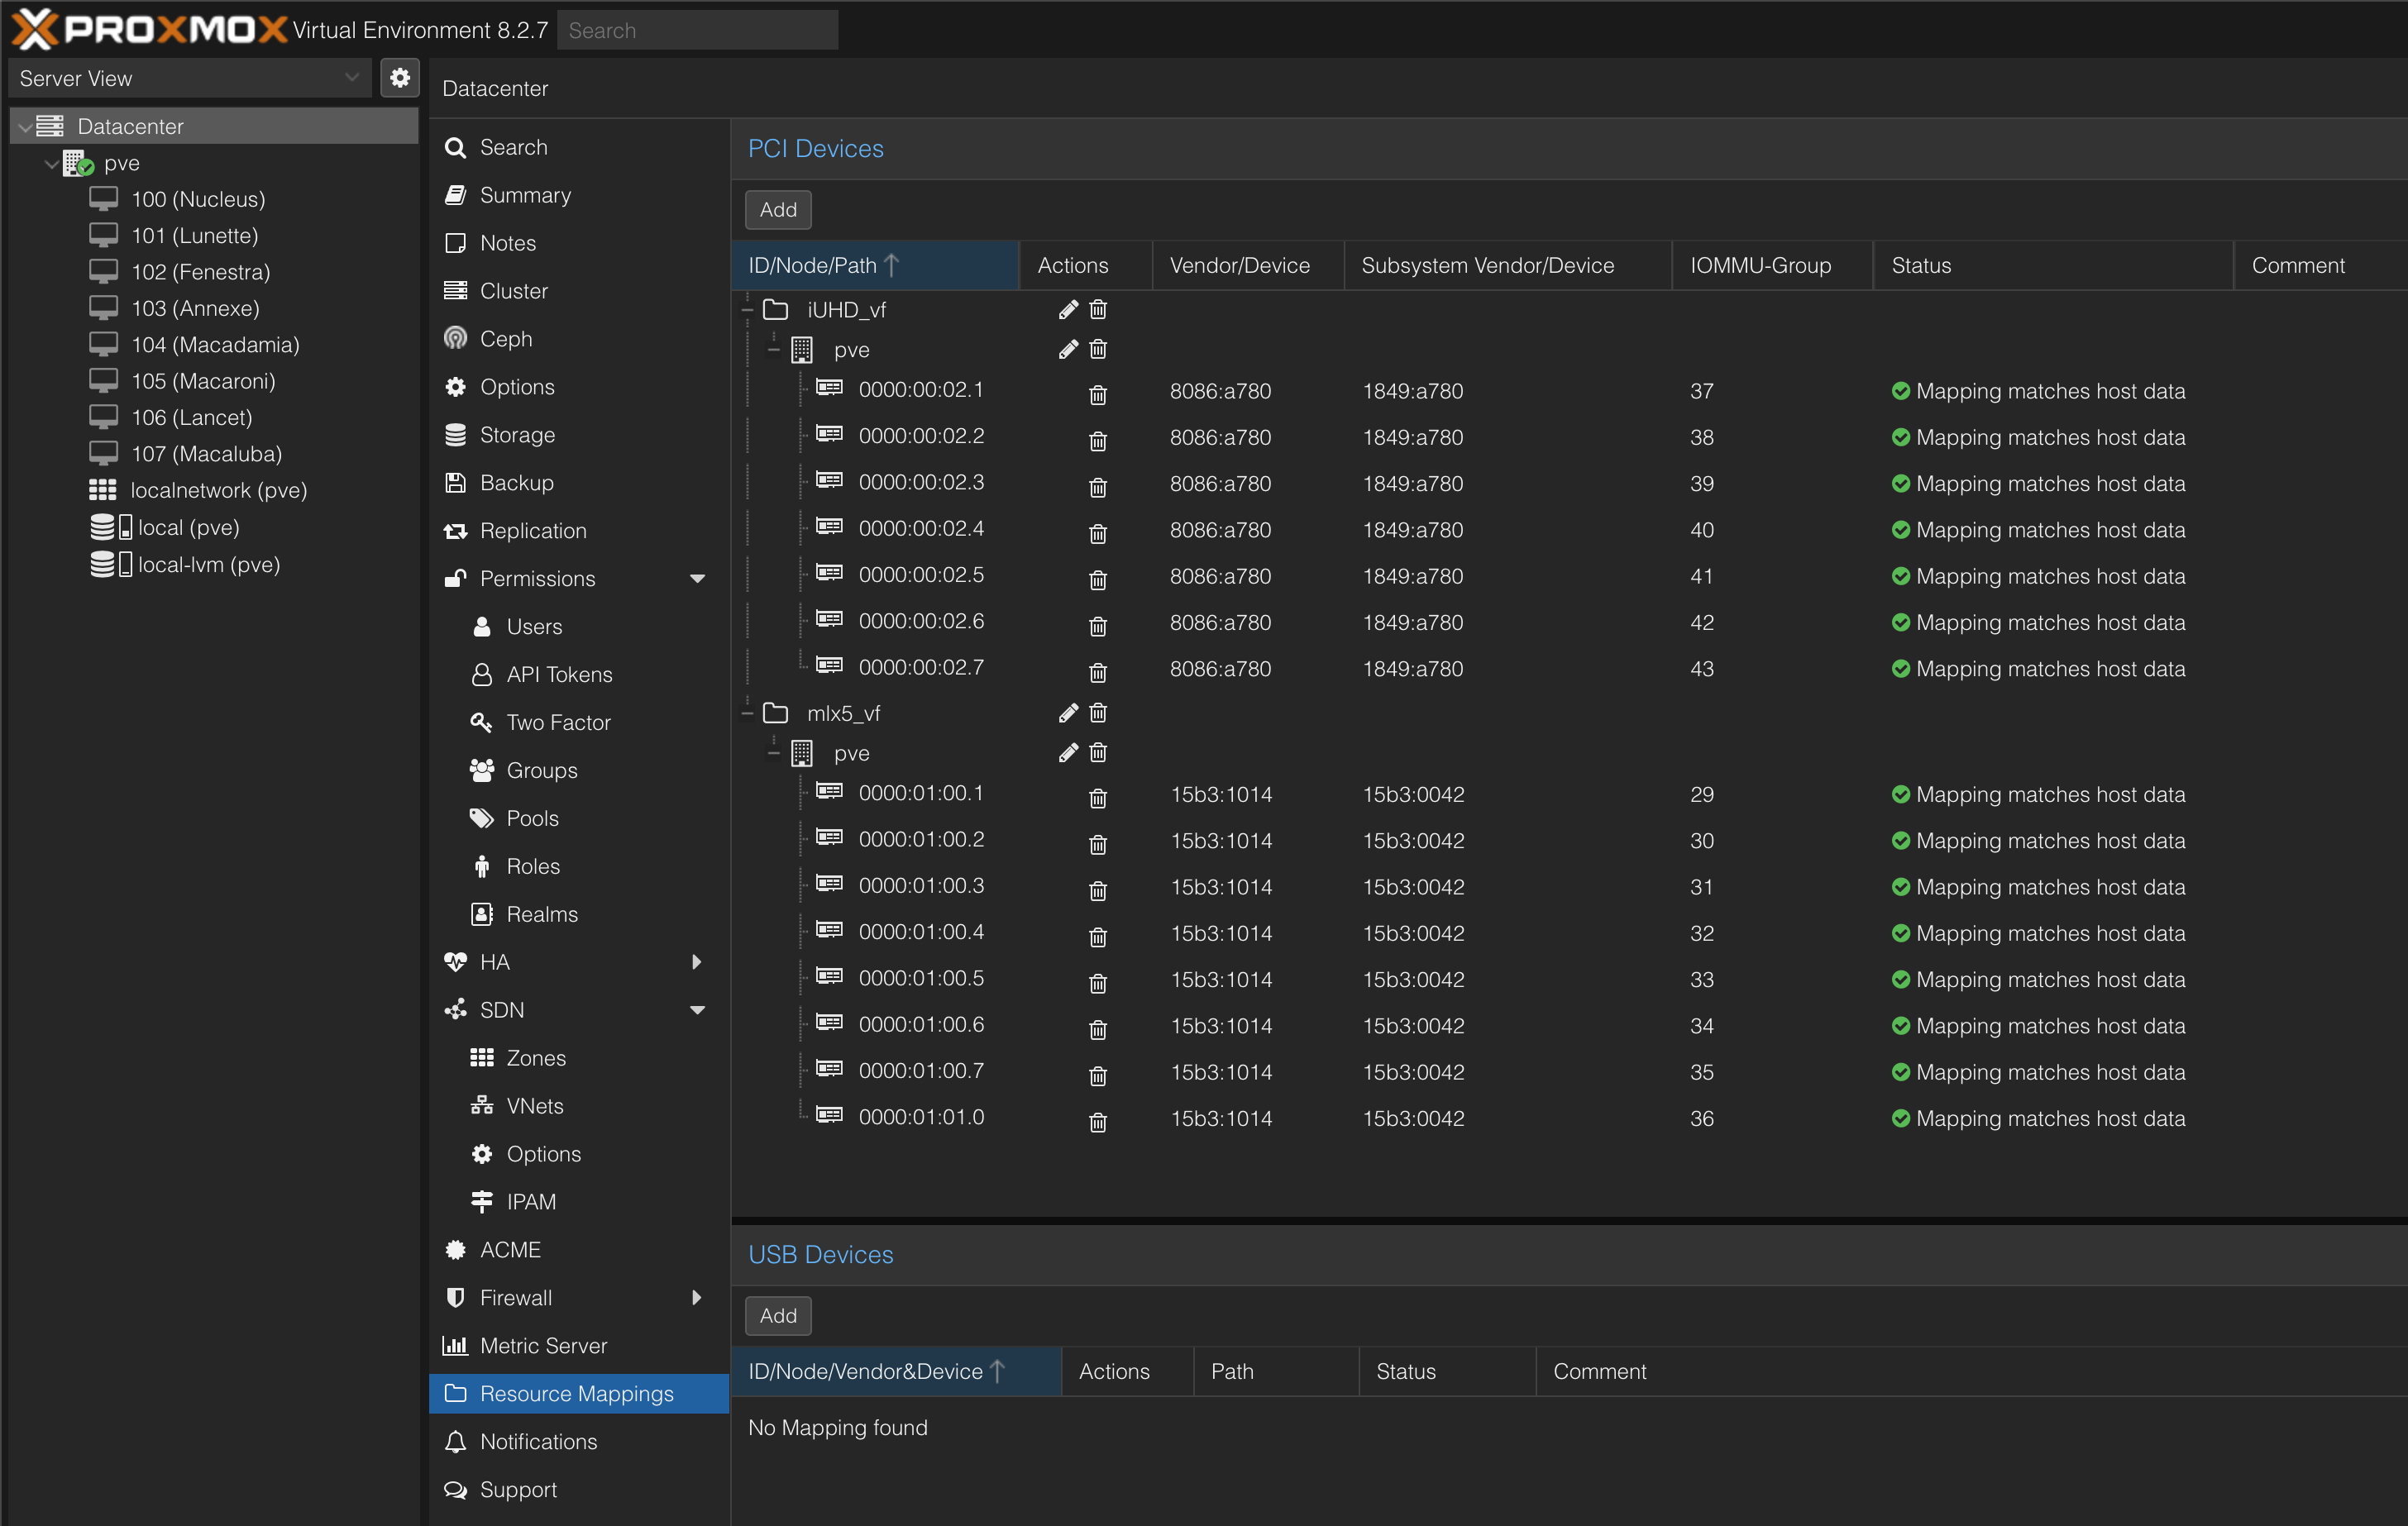 PROXMOX Virtual Environment 8.2.7 Search
Server View
Datacenter
pve
100 (Nucleus)
101 (Lunette)
102 (Fenestra)
103 (Annexe)
104 (Macadamia)
105 (Macaroni)
106 (Lancet)
107 (Macaluba)
localnetwork (pve)
local (pve)
local-lvm (pve)
Datacenter
Search
Summary
Notes
Cluster
Ceph
Options
Storage
Backup
Replication
Permissions
Users
API Tokens
Two Factor
Groups
Pools
Roles
Realms
HA
SDN
Zones
VNets
Options
IPAM
ACME
Firewall
Metric Server
Resource Mappings
Notifications
Support
PCI Devices
Add
ID/Node/Path Actions Vendor/Device Subsystem Vendor/Device IOMMU-Group Status Comment
iUHD_vf
pve
0000:00:02.1 8086:a780 1849:a780 37 Mapping matches host data
0000:00:02.2 8086:a780 1849:a780 38 Mapping matches host data
0000:00:02.3 8086:a780 1849:a780 39 Mapping matches host data
0000:00:02.4 8086:a780 1849:a780 40 Mapping matches host data
0000:00:02.5 8086:a780 1849:a780 41 Mapping matches host data
0000:00:02.6 8086:a780 1849:a780 42 Mapping matches host data
0000:00:02.7 8086:a780 1849:a780 43 Mapping matches host data
mlx5_vf
pve
0000:01:00.1 15b3:1014 15b3:0042 29 Mapping matches host data
0000:01:00.2 15b3:1014 15b3:0042 30 Mapping matches host data
0000:01:00.3 15b3:1014 15b3:0042 31 Mapping matches host data
0000:01:00.4 15b3:1014 15b3:0042 32 Mapping matches host data
0000:01:00.5 15b3:1014 15b3:0042 33 Mapping matches host data
0000:01:00.6 15b3:1014 15b3:0042 34 Mapping matches host data
0000:01:00.7 15b3:1014 15b3:0042 35 Mapping matches host data
0000:01:01.0 15b3:1014 15b3:0042 36 Mapping matches host data
USB Devices
Add
ID/Node/Vendor&Device Actions Path Status Comment
No Mapping found